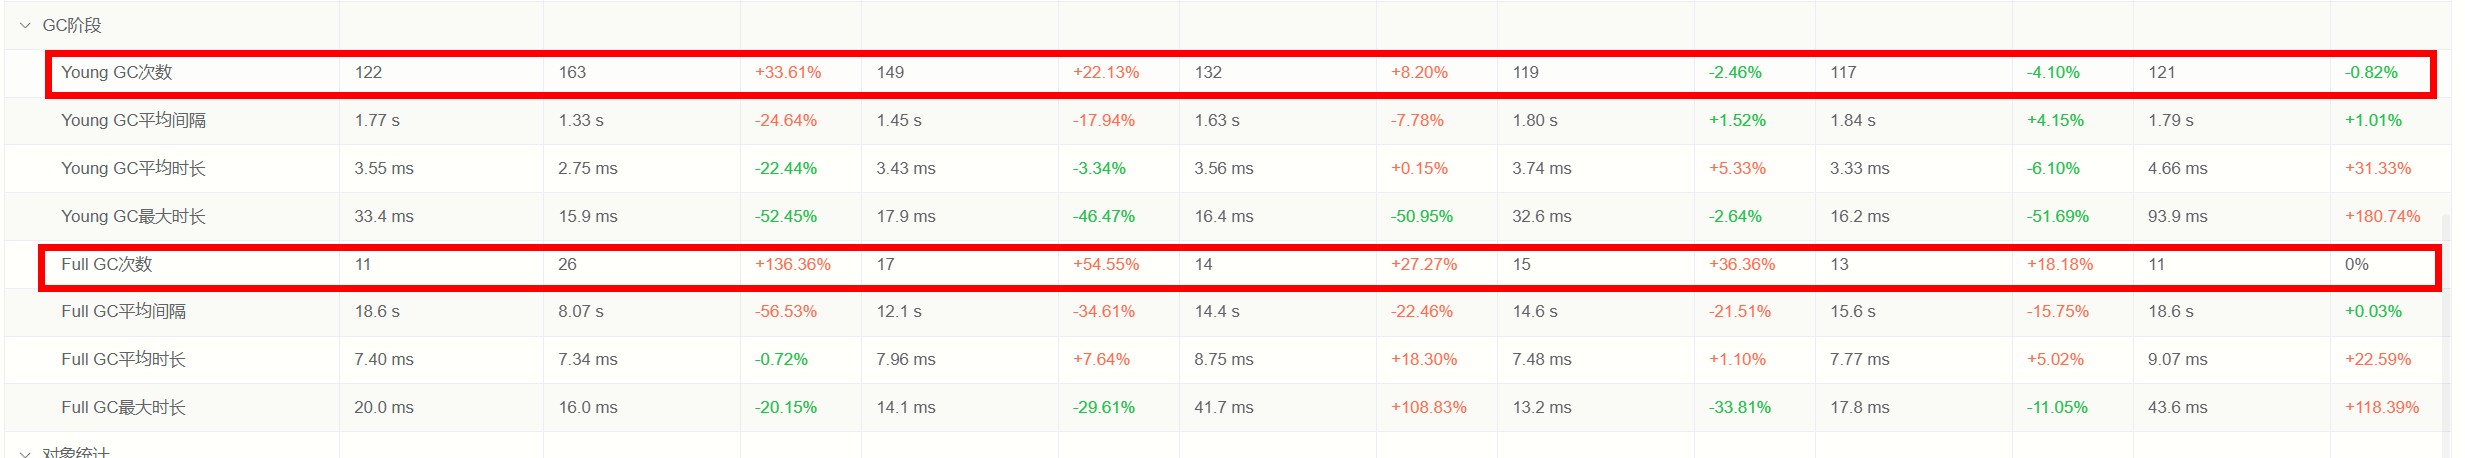 GC阶段
Young GC次数 122 163 +33.61% 149 +22.13% 132 +8.20% 119 -2.46% 117 -4.10% 121 -0.82%
Young GC平均间隔 1.77 s 1.33 s -24.64% 1.45 s -17.94% 1.63 s -7.78% 1.80 s +1.52% 1.84 s +4.15% 1.79 s +1.01%
Young GC平均时长 3.55 ms 2.75 ms -22.44% 3.43 ms -3.34% 3.56 ms +0.15% 3.74 ms +5.33% 3.33 ms -6.10% 4.66 ms +31.33%
Young GC最大时长 33.4 ms 15.9 ms -52.45% 17.9 ms -46.47% 16.4 ms -50.95% 32.6 ms -2.64% 16.2 ms -51.69% 93.9 ms +180.74%
Full GC次数 11 26 +136.36% 17 +54.55% 14 +27.27% 15 +36.36% 13 +18.18% 11 0%
Full GC平均间隔 18.6 s 8.07 s -56.53% 12.1 s -34.61% 14.4 s -22.46% 14.6 s -21.51% 15.6 s -15.75% 18.6 s +0.03%
Full GC平均时长 7.40 ms 7.34 ms -0.72% 7.96 ms +7.64% 8.75 ms +18.30% 7.48 ms +1.10% 7.77 ms +5.02% 9.07 ms +22.59%
Full GC最大时长 20.0 ms 16.0 ms -20.15% 14.1 ms -29.61% 41.7 ms +108.83% 13.2 ms -33.81% 17.8 ms -11.05% 43.6 ms +118.39%
对象统计